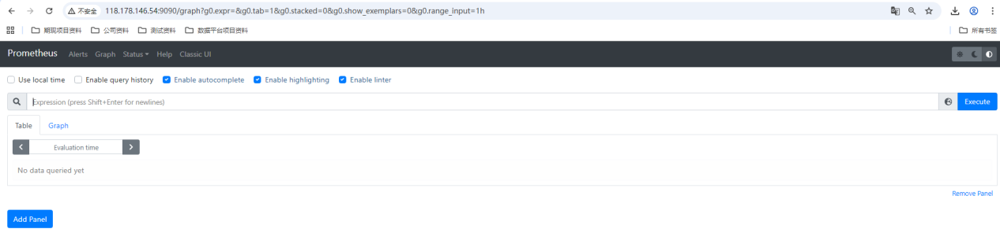 不安全 118.178.146.54:9090/graph?g0.expr=&g0.tab=1&g0.stacked=0&g0.show_exemplars=0&g0.range_input=1h
期现项目资料 公司资料 测试资料 数据平台项目资料 所有书签
Prometheus Alerts Graph Status Help Classic UI
Use local time Enable query history Enable autocomplete Enable highlighting Enable linter
Expression (press Shift+Enter for newlines) Execute
Table Graph
Evaluation time
No data queried yet
Remove Panel
Add Panel